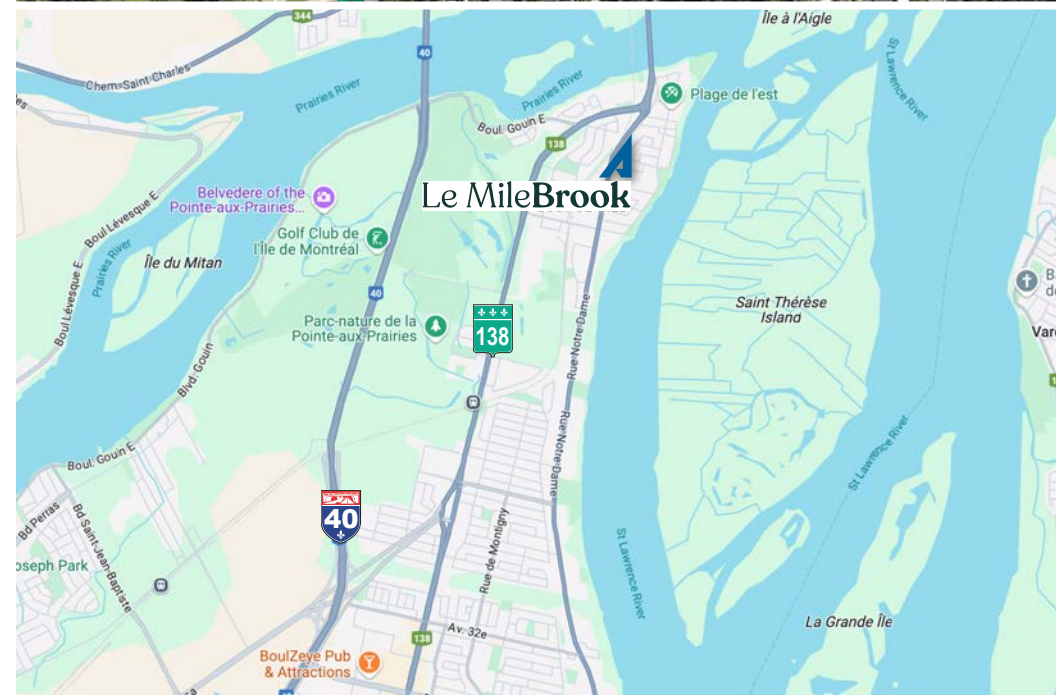 344
Île à l'Aigle
40
Chem. Saint Charles
Prairies River
Prairies River
St Lawrence River
Plage de l'est
Boul. Gouin E
138
Le MileBrook
Belvedere of the
Pointe-aux-Prairies...
Boul Lévesque E
Golf Club de
l'Île de Montréal
Prairies River
Île du Mitan
40
Boul Lévesque E
Saint Thérèse
Island
138
Parc-nature de la
Pointe-aux-Prairies
Rue Notre-Dame
Blvd. Gouin
Rue Notre-Dame
Boul. Gouin E
St Lawrence River
40
Bd Perras
Bd Saint-Jean-Baptiste
Rue de Montigny
St Lawrence River
oseph Park
La Grande Île
Av. 32e
138
BoulZeye Pub
& Attractions
40